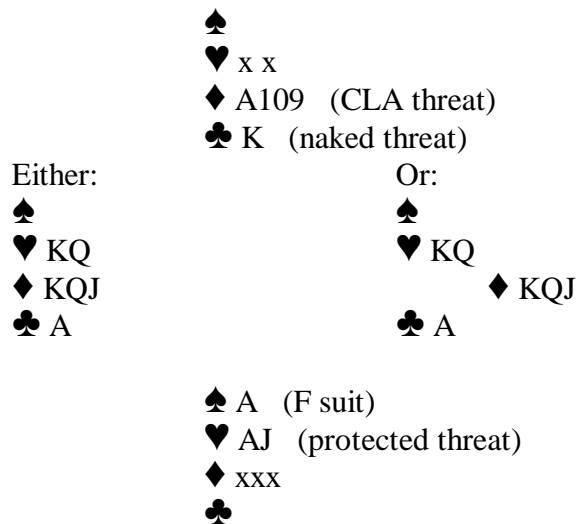 ♠
♥ x x
♦ A109 (CLA threat)
♣ K (naked threat)
Either: Or:
♠ ♠
♥ KQ ♥ KQ
♦ KQJ ♦ KQJ
♣ A ♣ A
♠ A (F suit)
♥ AJ (protected threat)
♦ xxx
♣